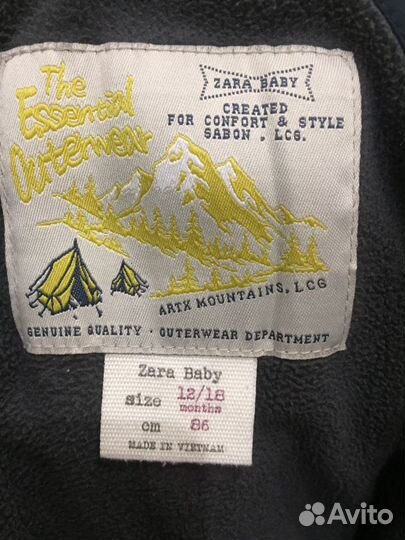 The
Essential
Outerwear
ZARA BABY
CREATED
FOR CONFORT & STYLE
SABON , LCG.
ARTX MOUNTAINS, LCG
GENUINE QUALITY · OUTERWEAR DEPARTMENT
Zara Baby
size 12/18
months
cm 86
MADE IN VIETNAM
Avito